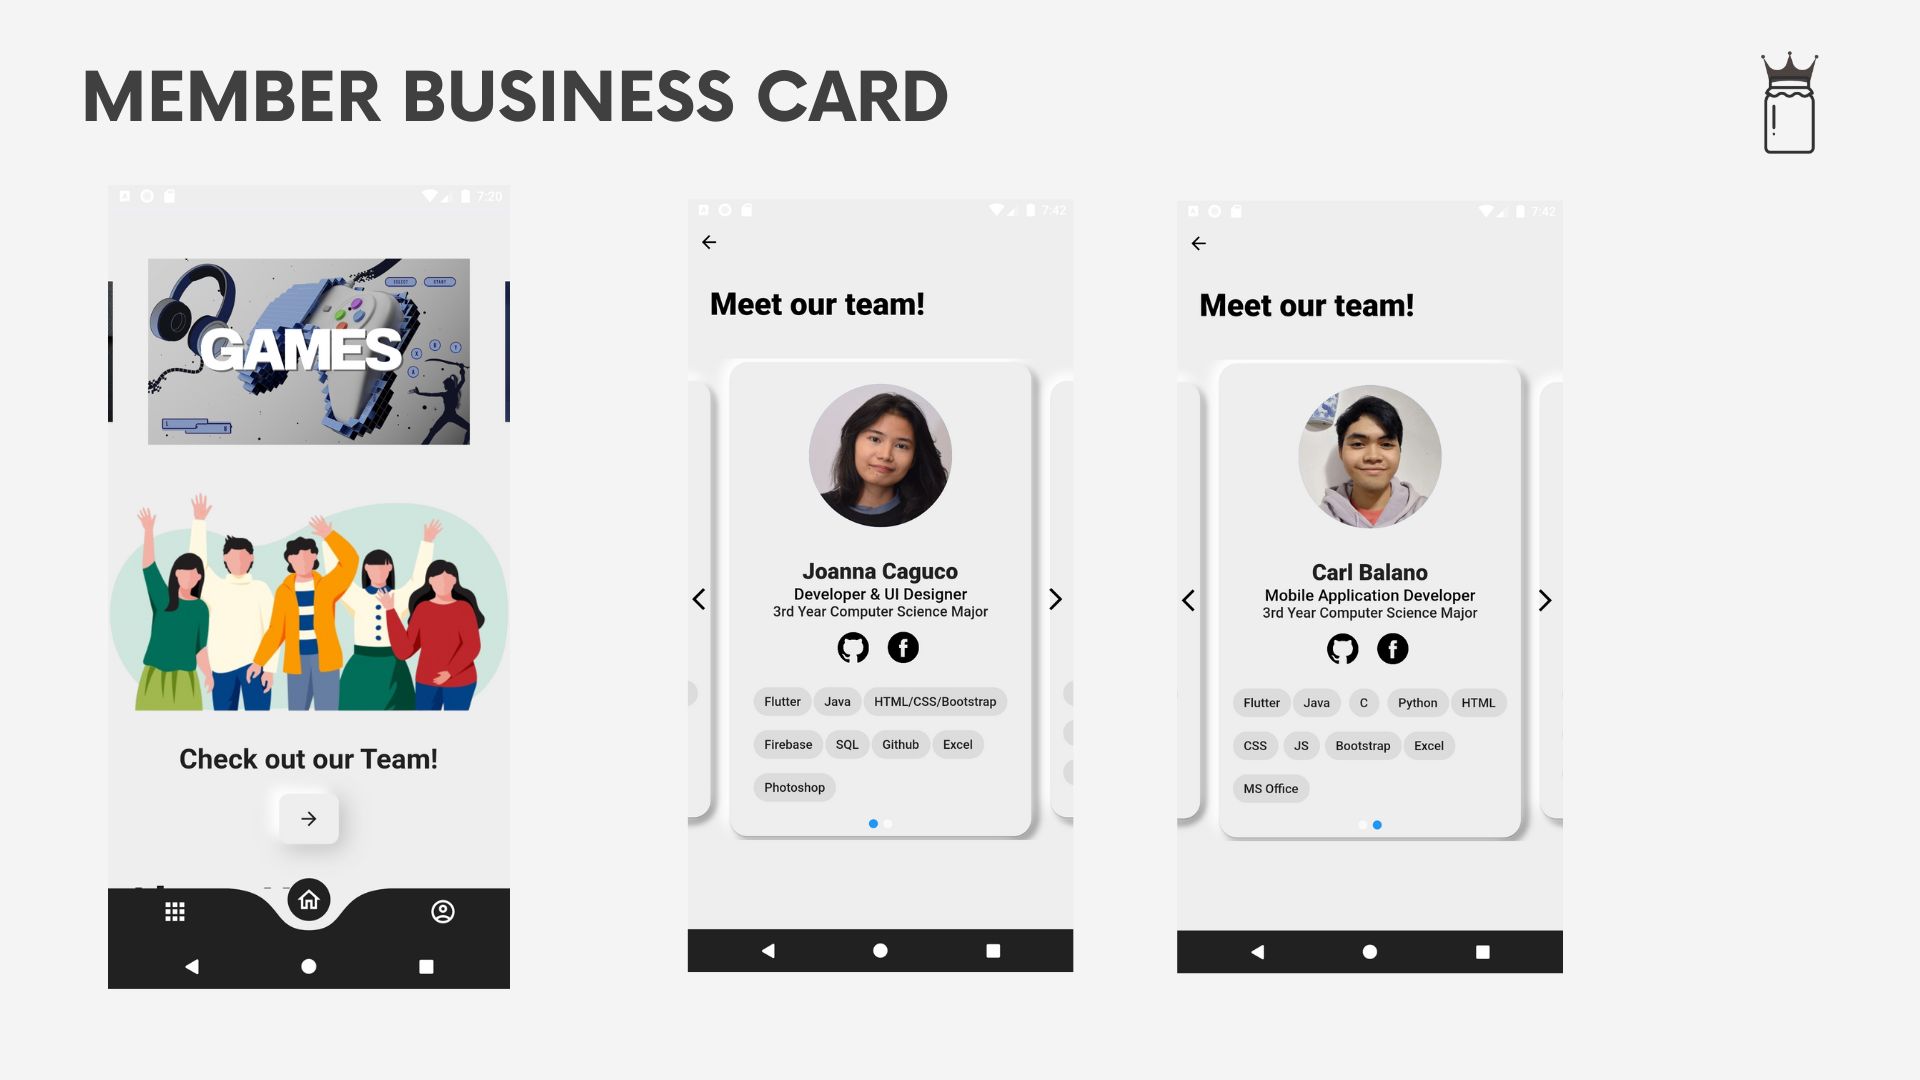 MEMBER BUSINESS CARD
7:20
SELECT START
GAMES
X B Y
A
L
R
Check out our Team!
7:42
Meet our team!
Joanna Caguco
Developer & UI Designer
3rd Year Computer Science Major
Flutter Java HTML/CSS/Bootstrap
Firebase SQL Github Excel
Photoshop
7:42
Meet our team!
Carl Balano
Mobile Application Developer
3rd Year Computer Science Major
Flutter Java C Python HTML
CSS JS Bootstrap Excel
MS Office